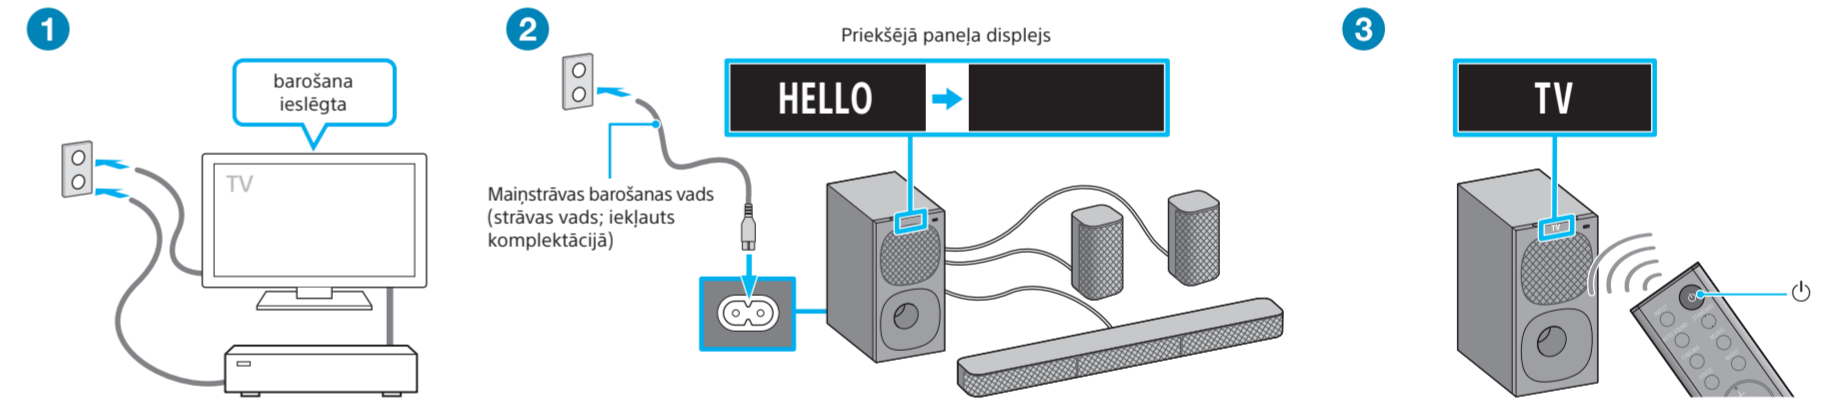 1
barošana
ieslēgta
TV
2
Priekšējā paneļa displejs
HELLO
Maiņstrāvas barošanas vads
(strāvas vads; iekļauts
komplektācijā)
3
TV
TV